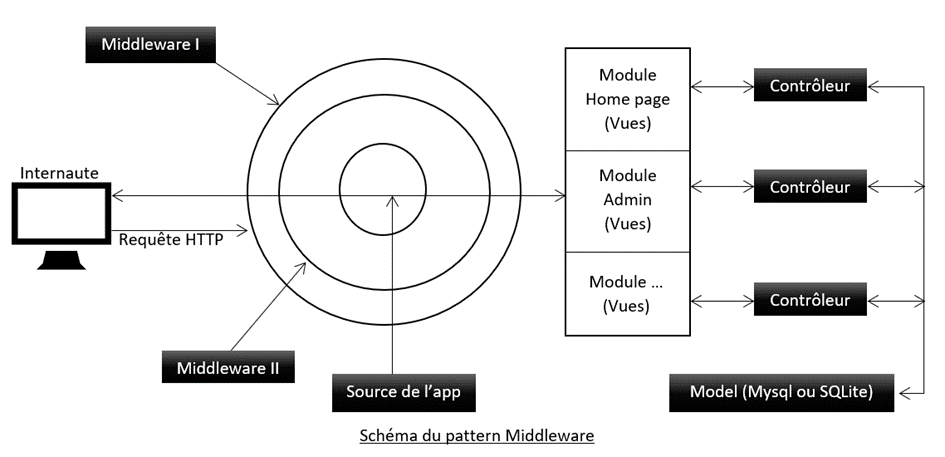 Middleware I
Internaute
Requête HTTP
Middleware II
Source de l'app
Module
Home page
(Vues)
Module
Admin
(Vues)
Module ...
(Vues)
Contrôleur
Contrôleur
Contrôleur
Model (Mysql ou SQLite)
Schéma du pattern Middleware